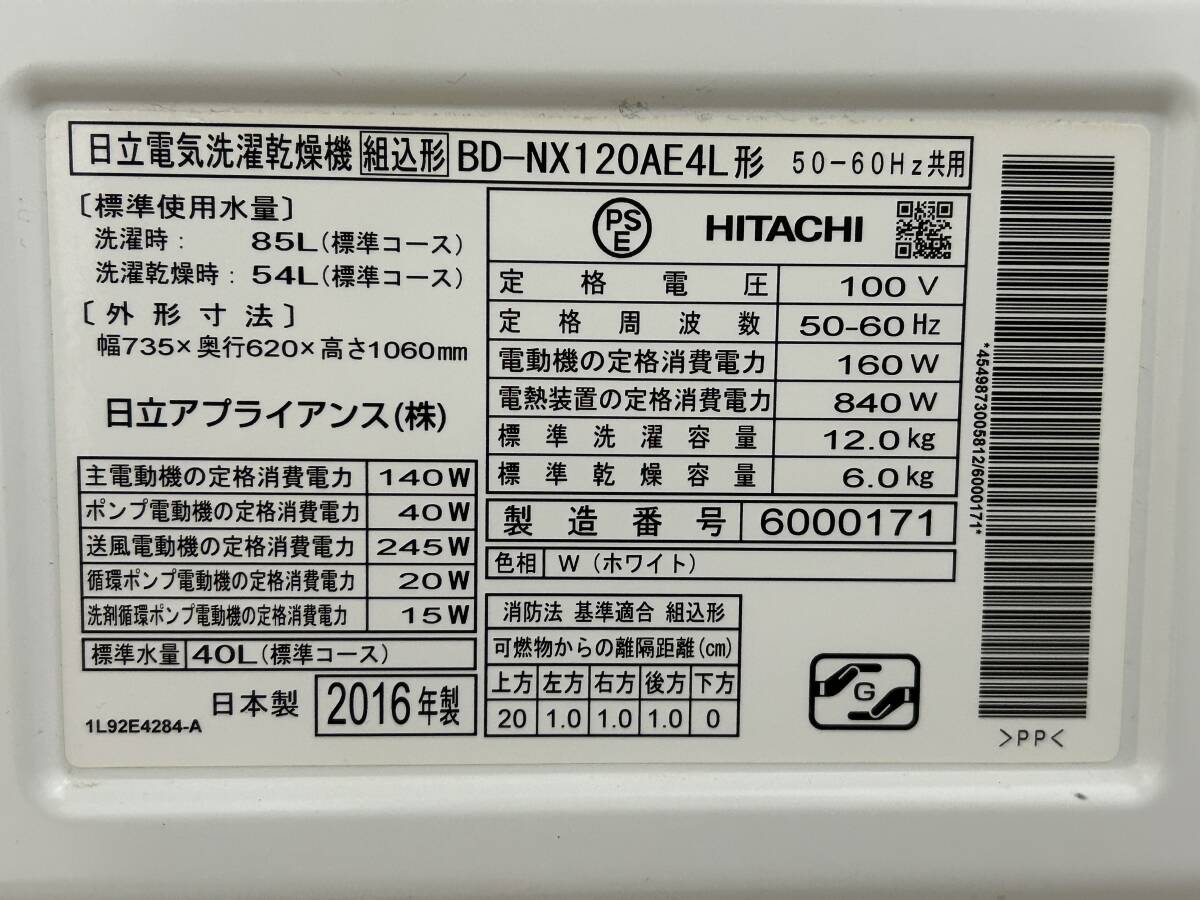 日立電気洗濯乾燥機 組込形 BD-NX120AE4L形 50-60Hz共用
〔標準使用水量〕
洗濯時: 85L(標準コース)
洗濯乾燥時: 54L(標準コース)
〔外形寸法〕
幅735×奥行620×高さ1060mm
日立アプライアンス(株)
主電動機の定格消費電力 140W
ポンプ電動機の定格消費電力 40W
送風電動機の定格消費電力 245W
循環ポンプ電動機の定格消費電力 20W
洗剤循環ポンプ電動機の定格消費電力 15W
標準水量 40L(標準コース)
日本製 2016年製
1L92E4284-A
PSE HITACHI
定格電圧 100V
定格周波数 50-60Hz
電動機の定格消費電力 160W
電熱装置の定格消費電力 840W
標準洗濯容量 12.0kg
標準乾燥容量 6.0kg
製造番号 6000171
色相 W(ホワイト)
消防法 基準適合 組込形
可燃物からの離隔距離(cm)
上方 左方 右方 後方 下方
20 1.0 1.0 1.0 0
G
*4549873005812/6000171*
>PP<